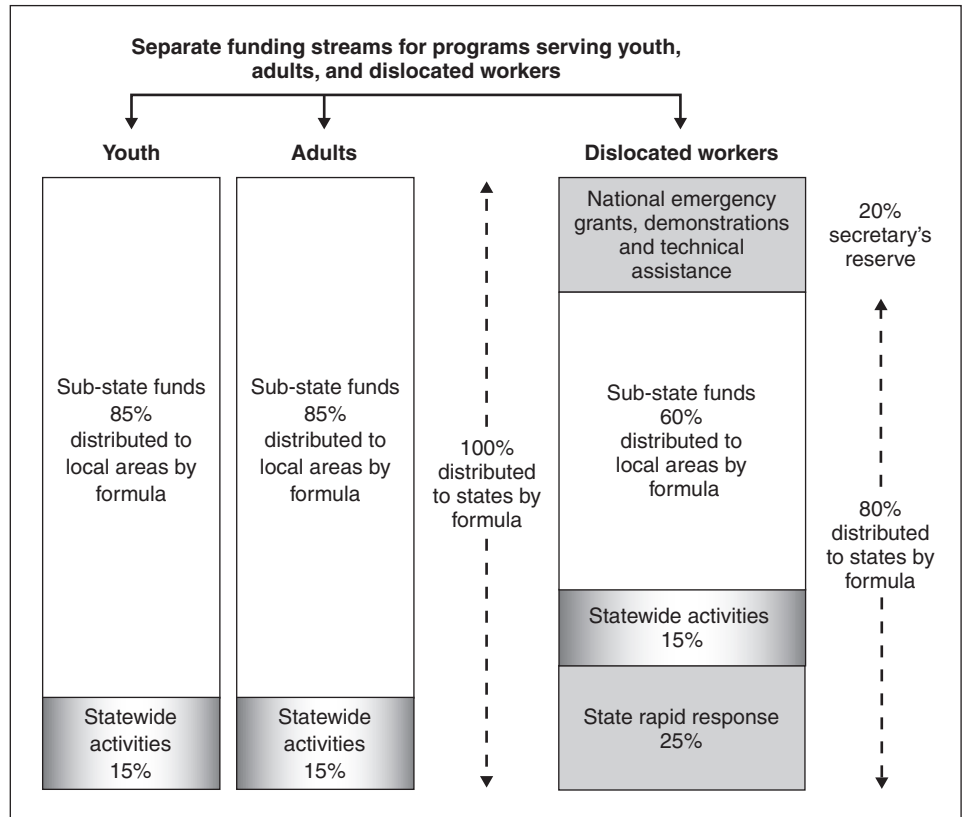 Separate funding streams for programs serving youth,
adults, and dislocated workers
Youth
Adults
Dislocated workers
Sub-state funds
85%
distributed to
local areas by
formula
Statewide
activities
15%
Sub-state funds
85%
distributed to
local areas by
formula
Statewide
activities
15%
100%
distributed
to states by
formula
National emergency
grants, demonstrations
and technical
assistance
Sub-state funds
60%
distributed to
local areas by
formula
Statewide activities
15%
State rapid response
25%
20%
secretary’s
reserve
80%
distributed
to states by
formula